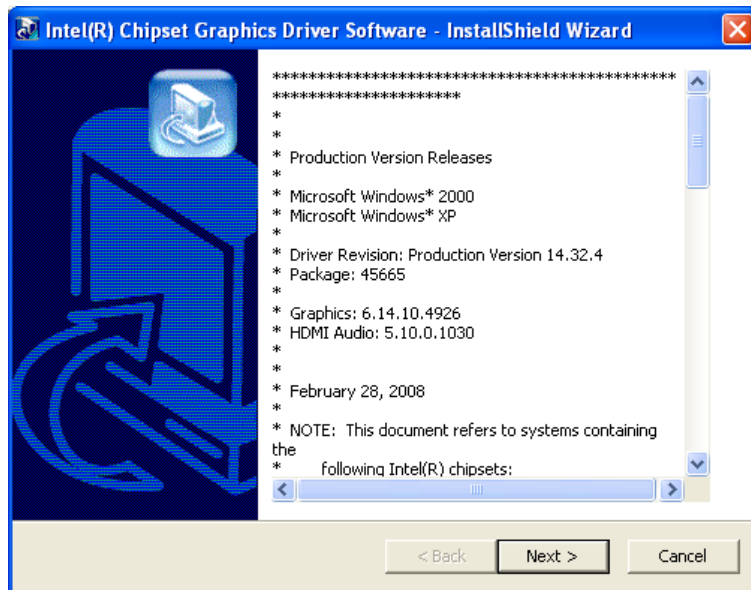 Intel(R) Chipset Graphics Driver Software - InstallShield Wizard
*********************************************
*********************
*
*
* Production Version Releases
*
* Microsoft Windows* 2000
* Microsoft Windows* XP
*
* Driver Revision: Production Version 14.32.4
* Package: 45665
*
* Graphics: 6.14.10.4926
* HDMI Audio: 5.10.0.1030
*
*
* February 28, 2008
*
* NOTE:  This document refers to systems containing
the
*       following Intel(R) chipsets:
< Back
Next >
Cancel